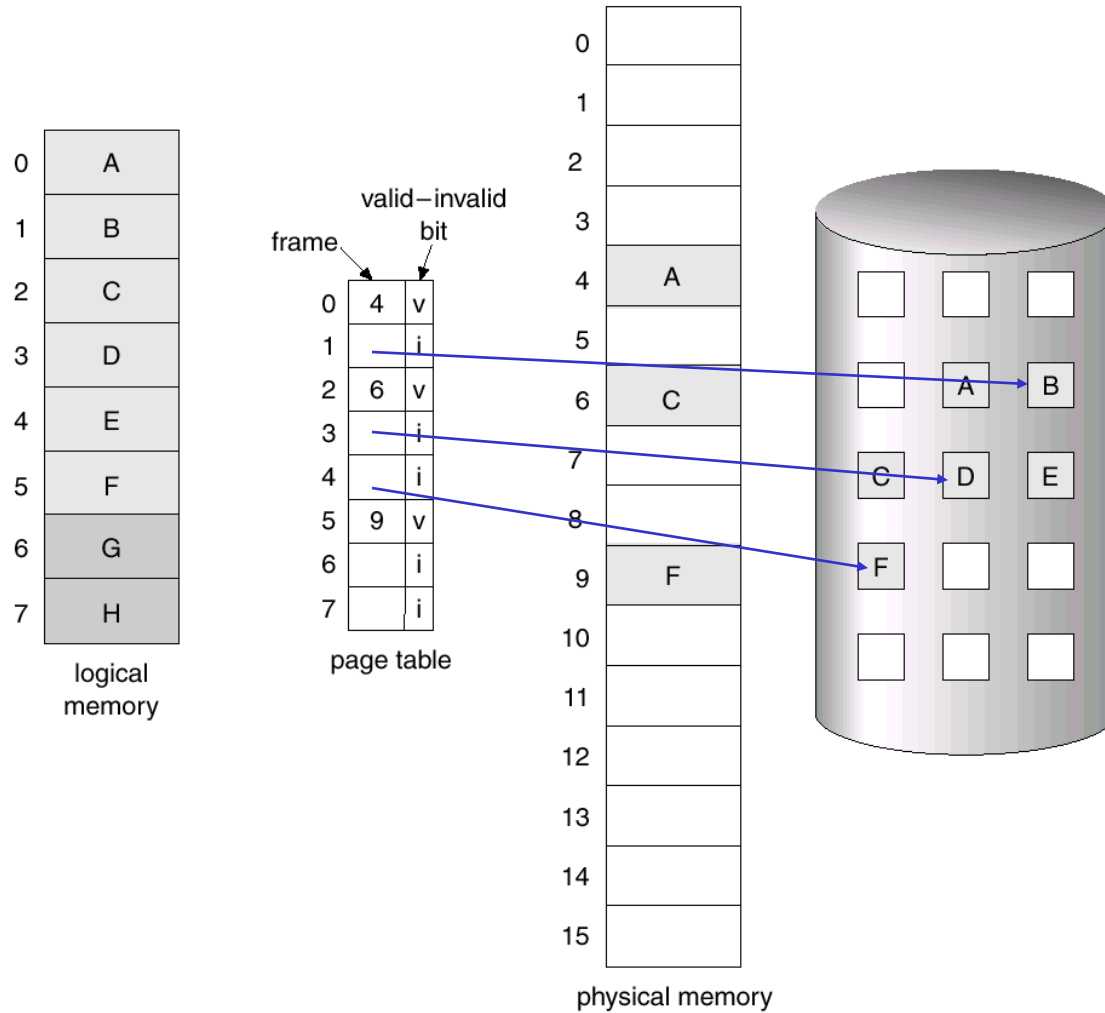 0 A
1 B
2 C
3 D
4 E
5 F
6 G
7 H
logical
memory
valid–invalid
bit
frame
0 4 v
1 i
2 6 v
3 i
4 i
5 9 v
6 i
7 i
page table
0
1
2
3
4 A
5
6 C
7
8
9 F
10
11
12
13
14
15
physical memory
A B
C D E
F